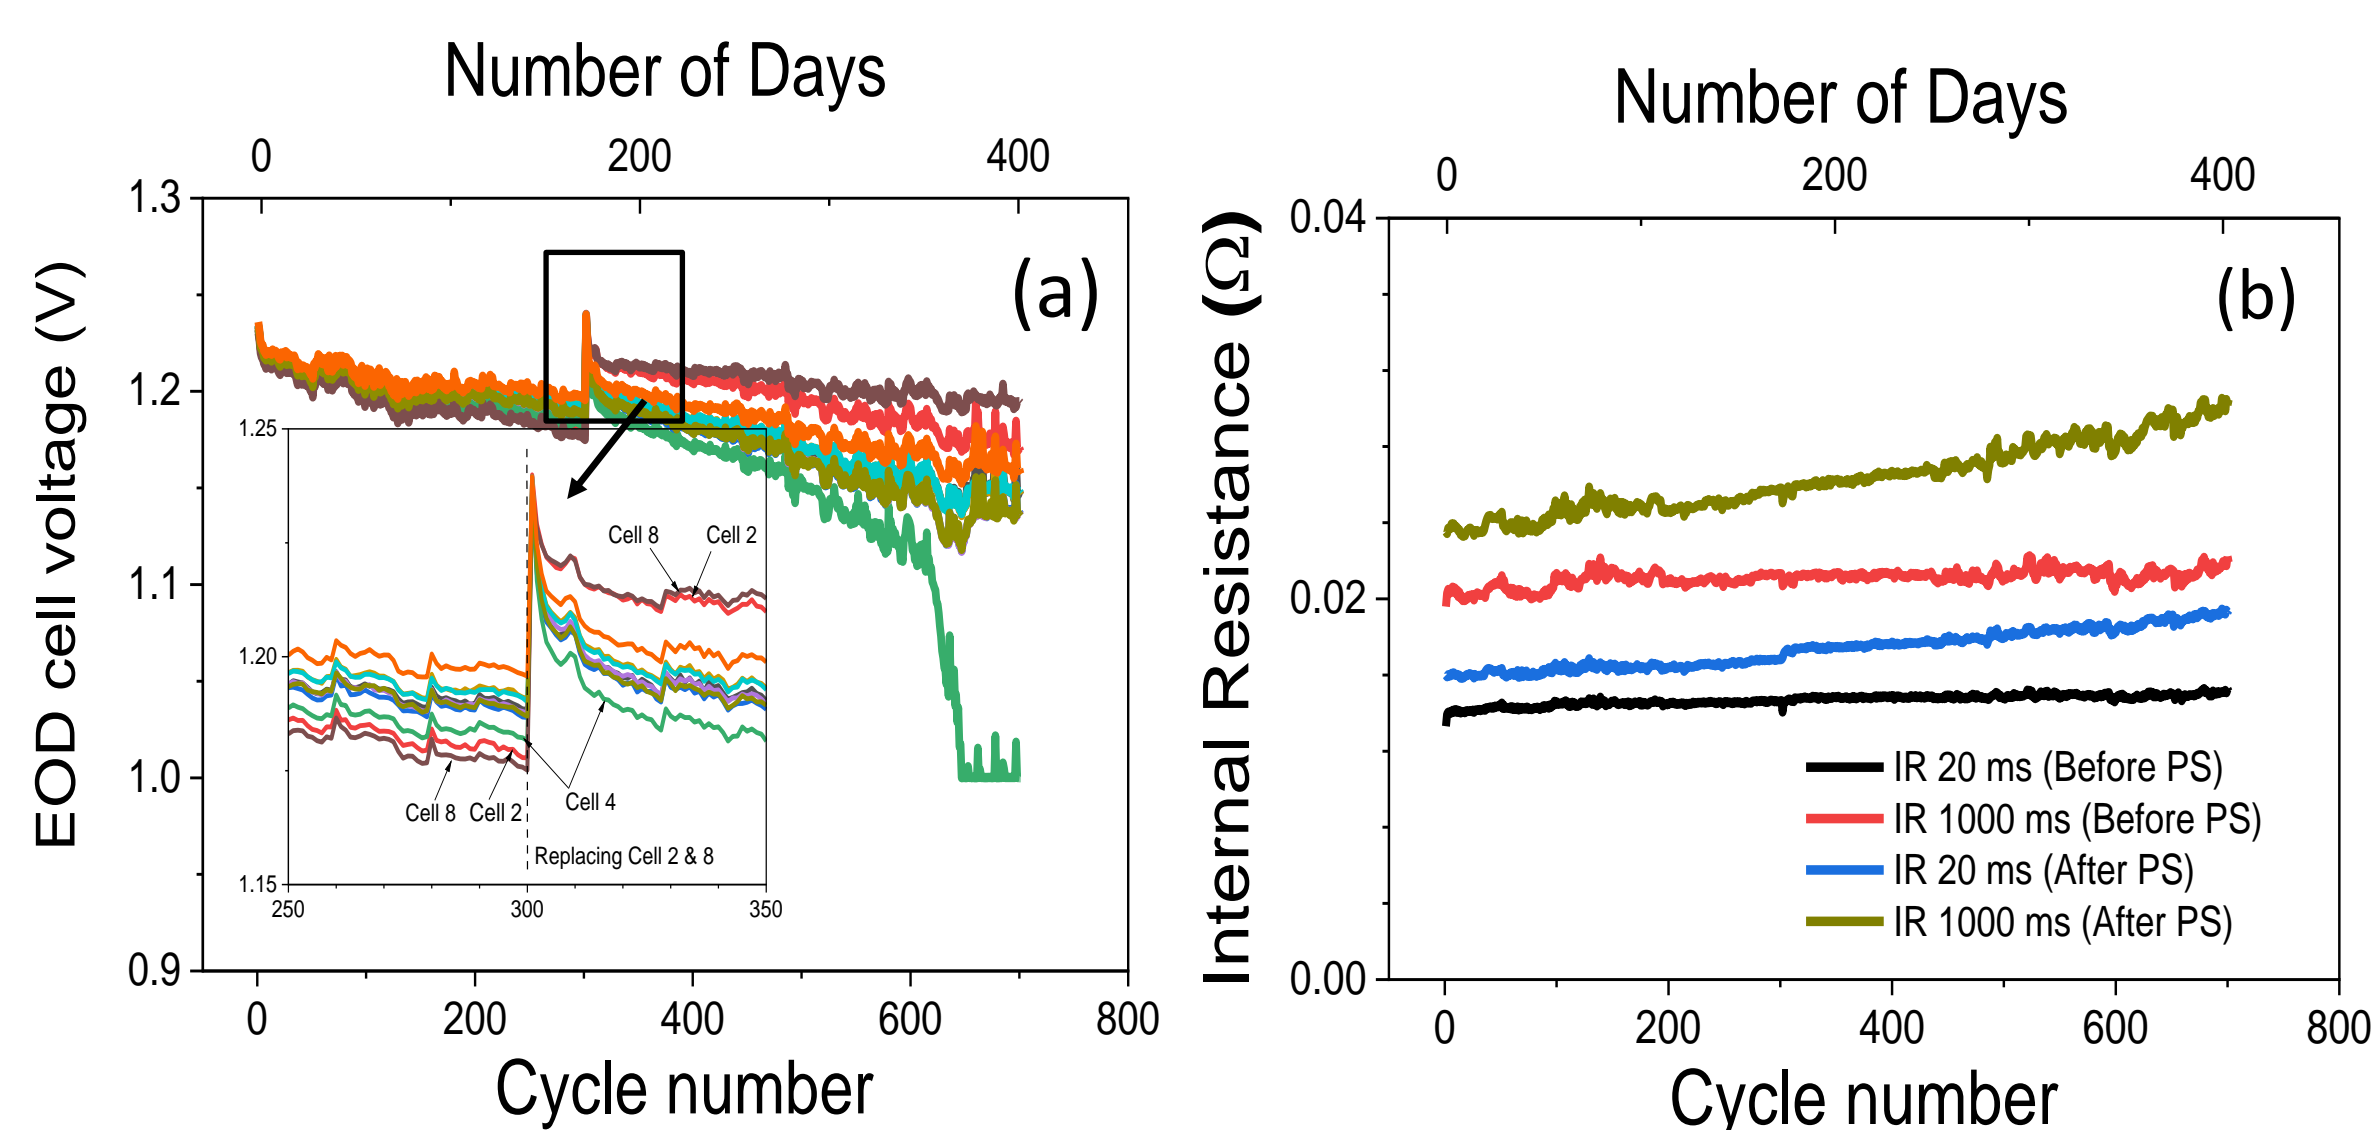 Number of Days
0 200 400
1.3
1.2
1.1
1.0
0.9
EOD cell voltage (V)
(a)
1.25
1.20
1.15
250 300 350
Cell 8 Cell 2
Cell 8 Cell 2
Cell 4
Replacing Cell 2 & 8
0 200 400 600 800
Cycle number
Number of Days
0 200 400
0.04
0.02
0.00
Internal Resistance (Ω)
(b)
IR 20 ms (Before PS)
IR 1000 ms (Before PS)
IR 20 ms (After PS)
IR 1000 ms (After PS)
0 200 400 600 800
Cycle number